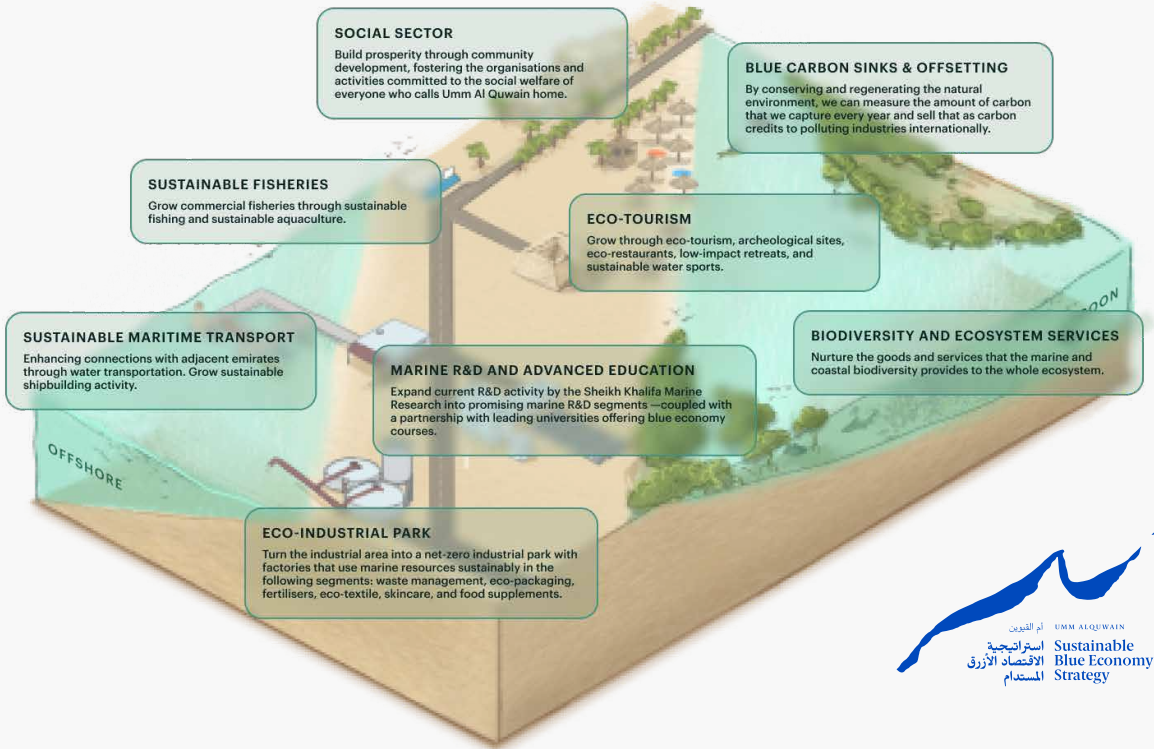 SOCIAL SECTOR
Build prosperity through community
development, fostering the organisations and
activities committed to the social welfare of
everyone who calls Umm Al Quwain home.
BLUE CARBON SINKS & OFFSETTING
By conserving and regenerating the natural
environment, we can measure the amount of carbon
that we capture every year and sell that as carbon
credits to polluting industries internationally.
SUSTAINABLE FISHERIES
Grow commercial fisheries through sustainable
fishing and sustainable aquaculture.
ECO-TOURISM
Grow through eco-tourism, archeological sites,
eco-restaurants, low-impact retreats, and
sustainable water sports.
SUSTAINABLE MARITIME TRANSPORT
Enhancing connections with adjacent emirates
through water transportation. Grow sustainable
shipbuilding activity.
OON
BIODIVERSITY AND ECOSYSTEM SERVICES
Nurture the goods and services that the marine and
coastal biodiversity provides to the whole ecosystem.
MARINE R&D AND ADVANCED EDUCATION
Expand current R&D activity by the Sheikh Khalifa Marine
Research into promising marine R&D segments —coupled with
a partnership with leading universities offering blue economy
courses.
OFFSHORE
ECO-INDUSTRIAL PARK
Turn the industrial area into a net-zero industrial park with
factories that use marine resources sustainably in the
following segments: waste management, eco-packaging,
fertilisers, eco-textile, skincare, and food supplements.
أم القيوين
استراتيجية
الاقتصاد الأزرق
المستدام
UMM ALQUWAIN
Sustainable
Blue Economy
Strategy